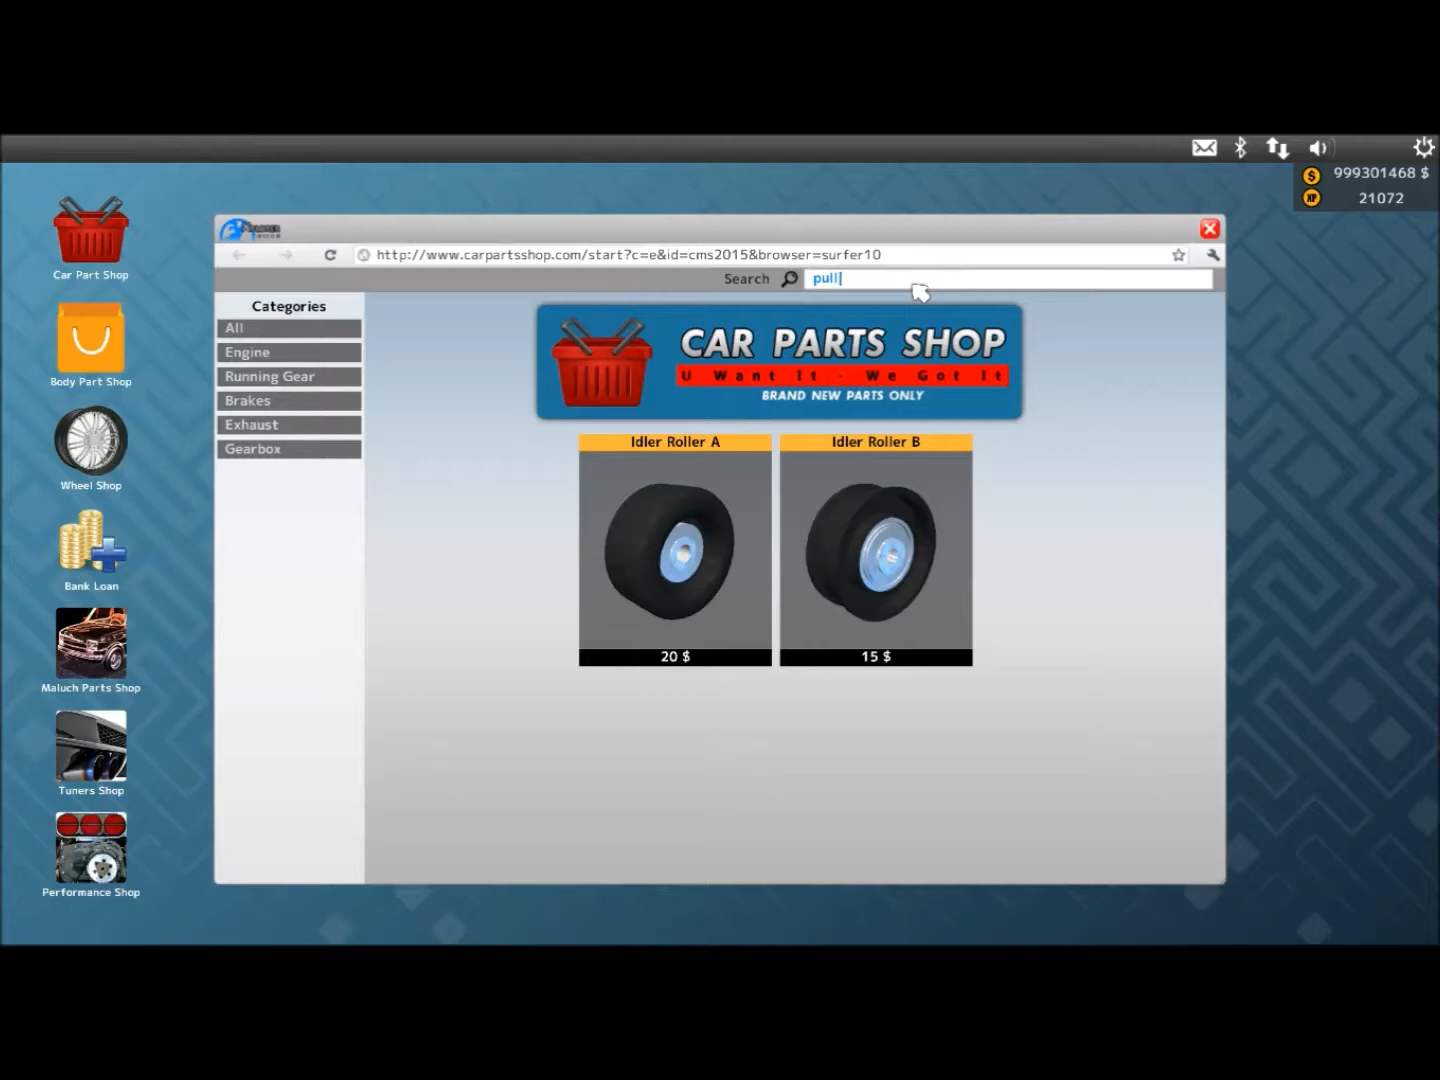 999301468 $
XP
21072
Car Part Shop
Body Part Shop
Wheel Shop
Bank Loan
Maluch Parts Shop
Tuners Shop
Performance Shop
http://www.carpartsshop.com/start?c=e&id=cms2015&browser=surfer10
Search
pull
Categories
All
Engine
Running Gear
Brakes
Exhaust
Gearbox
CAR PARTS SHOP
U Want It - We Got It
BRAND NEW PARTS ONLY
Idler Roller A
20 $
Idler Roller B
15 $